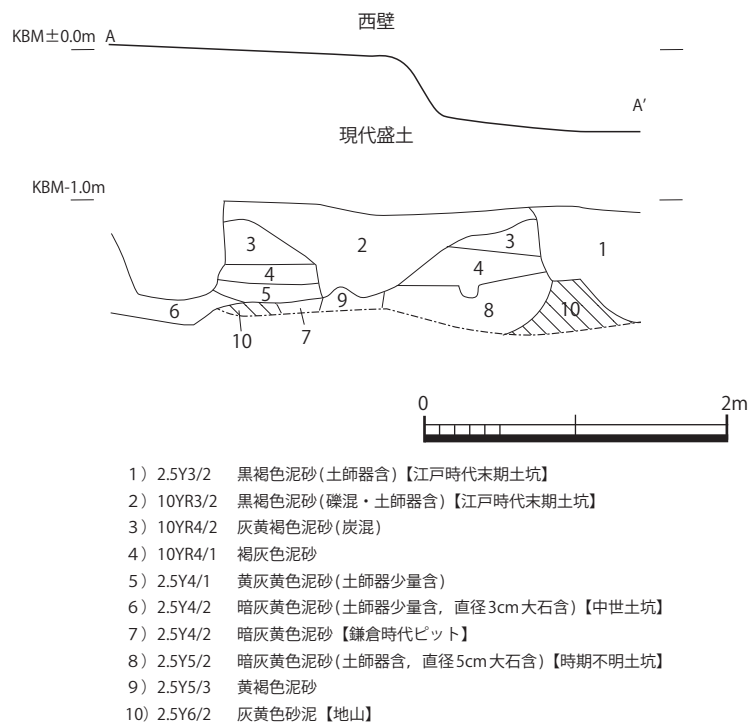 西壁
KBM±0.0m A
A′
現代盛土
KBM-1.0m
3
2
3
1
4
4
5
9
6
8
10
10
7
0
2m
1）2.5Y3/2 黒褐色泥砂(土師器含)【江戸時代末期土坑】
2）10YR3/2 黒褐色泥砂(礫混・土師器含)【江戸時代末期土坑】
3）10YR4/2 灰黄褐色泥砂(炭混)
4）10YR4/1 褐灰色泥砂
5）2.5Y4/1 黄灰黄色泥砂(土師器少量含)
6）2.5Y4/2 暗灰黄色泥砂(土師器少量含，直径3cm大石含)【中世土坑】
7）2.5Y4/2 暗灰黄色泥砂【鎌倉時代ピット】
8）2.5Y5/2 暗灰黄色泥砂(土師器含，直径5cm大石含)【時期不明土坑】
9）2.5Y5/3 黄褐色泥砂
10）2.5Y6/2 灰黄色砂泥【地山】